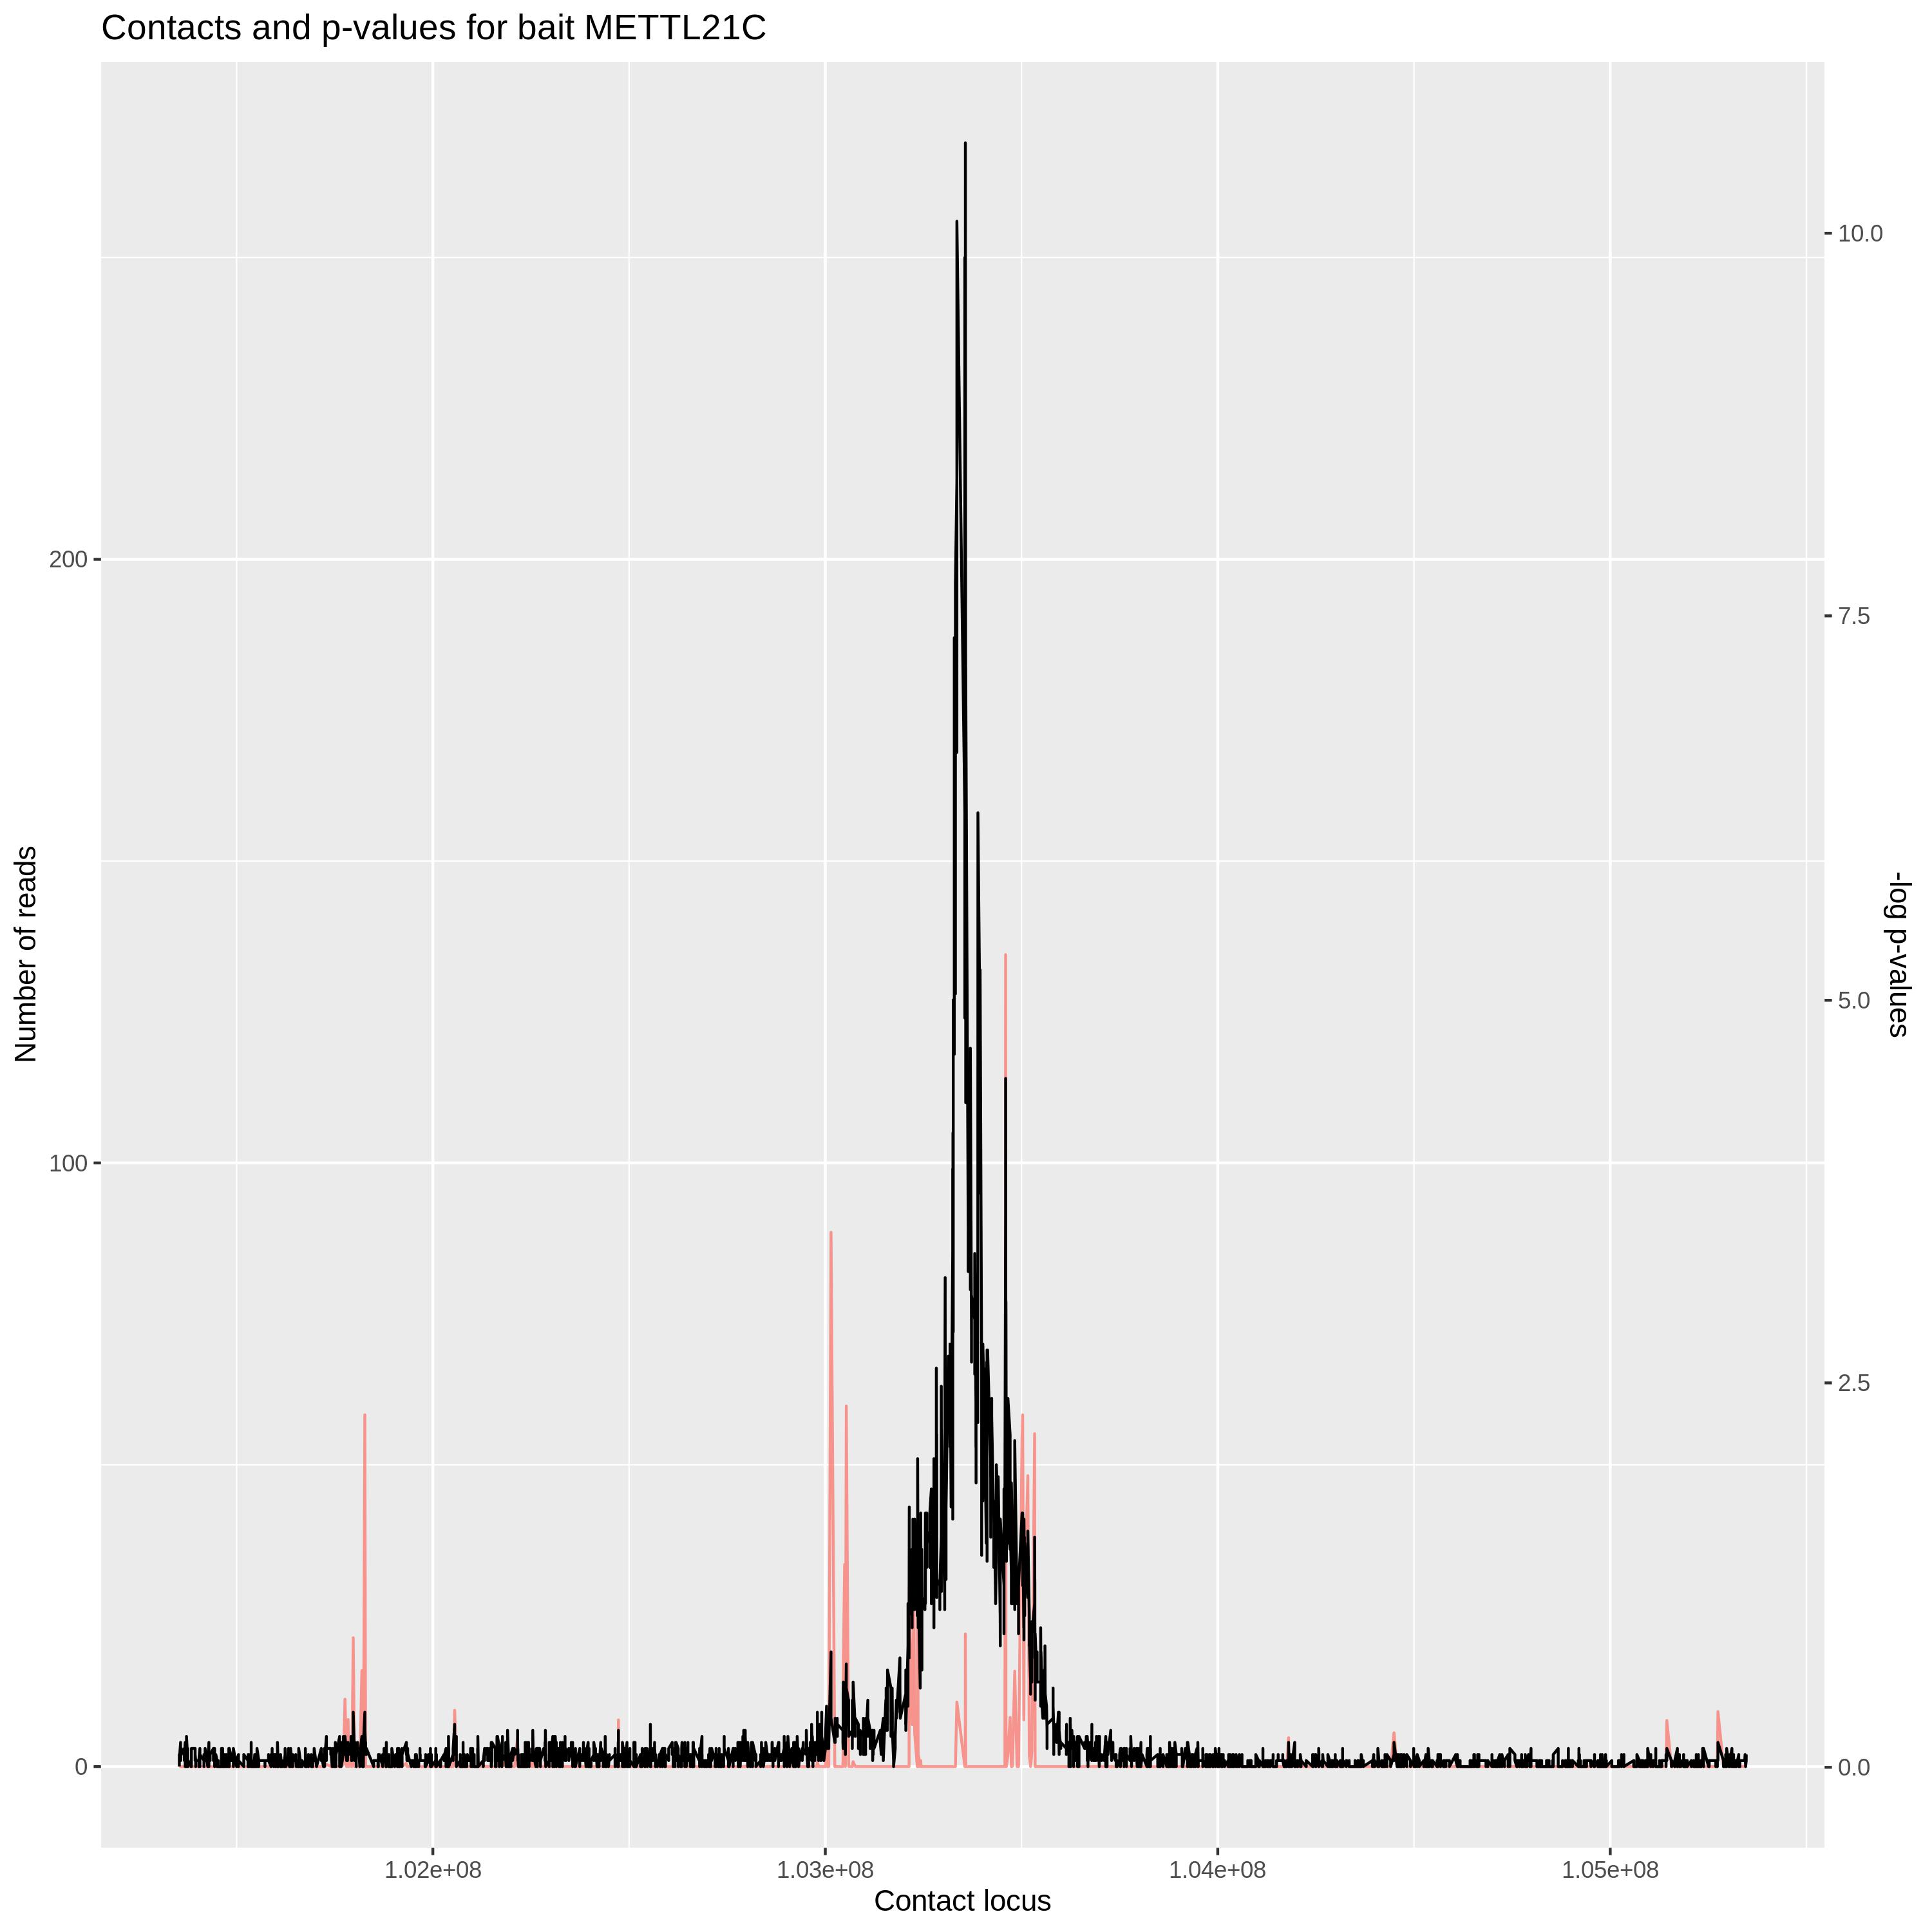 Contacts and p-values for bait METTL21C
10.0
200
7.5
Number of reads
-log p-values
5.0
100
2.5
0
0.0
1.02e+08
1.03e+08
1.04e+08
1.05e+08
Contact locus